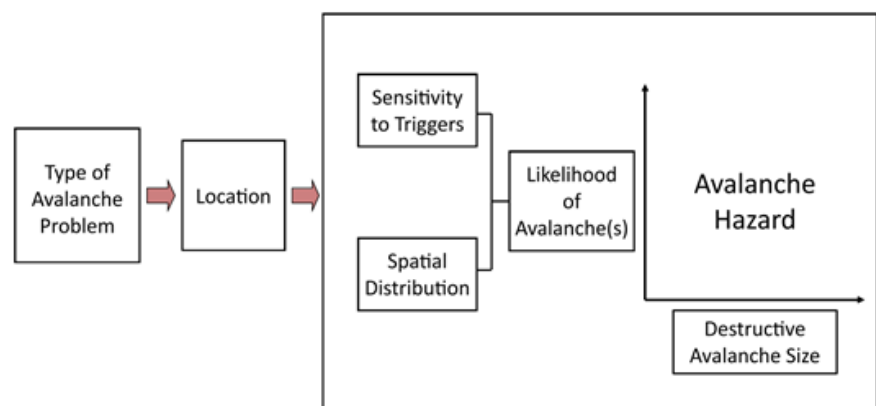 Type of
Avalanche
Problem
Location
Sensitivity
to Triggers
Spatial
Distribution
Likelihood
of
Avalanche(s)
Avalanche
Hazard
Destructive
Avalanche Size